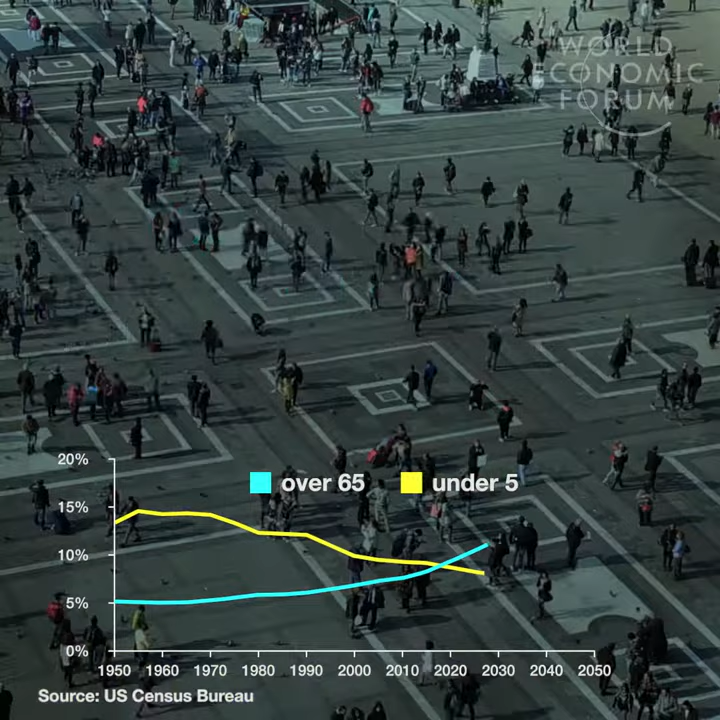 WORLD
ECONOMIC
FORUM
20%
over 65
under 5
15%
10%
5%
0%
1950 1960 1970 1980 1990 2000 2010 2020 2030 2040 2050
Source: US Census Bureau